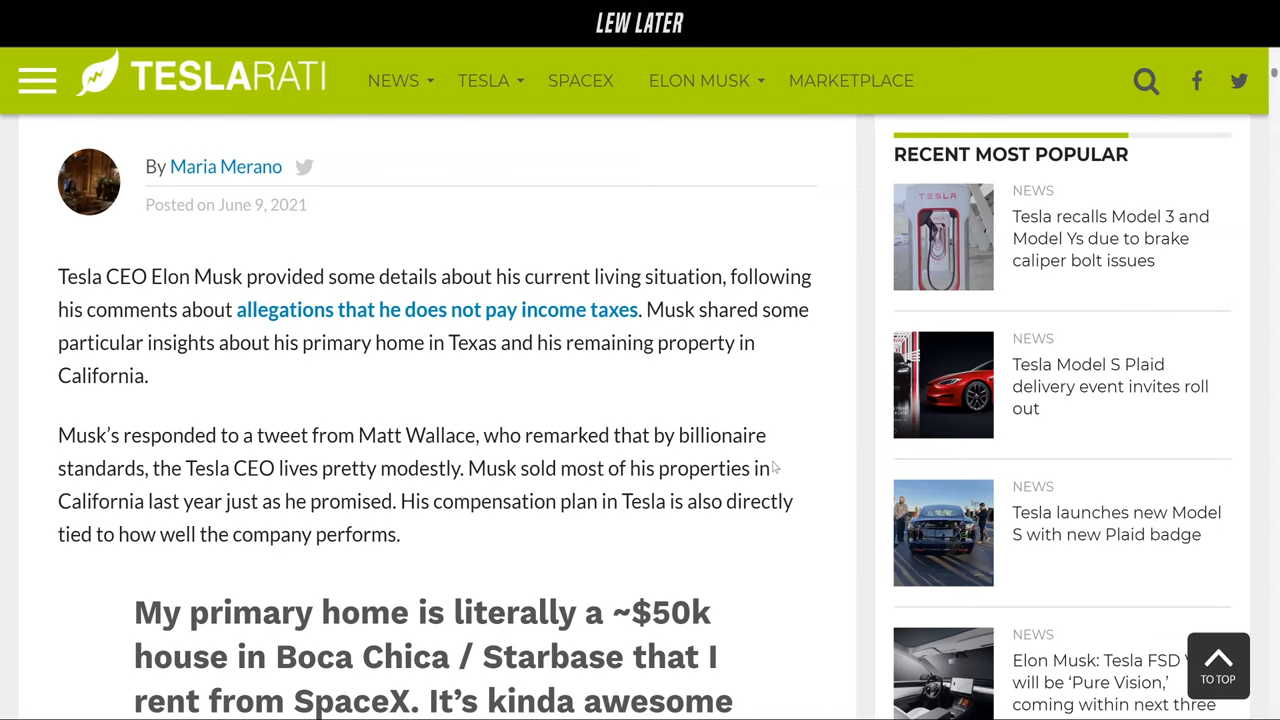 LEW LATER
TESLARATI
NEWS
TESLA
SPACEX
ELON MUSK
MARKETPLACE
By Maria Merano
Posted on June 9, 2021
Tesla CEO Elon Musk provided some details about his current living situation, following
his comments about allegations that he does not pay income taxes. Musk shared some
particular insights about his primary home in Texas and his remaining property in
California.
Musk's responded to a tweet from Matt Wallace, who remarked that by billionaire
standards, the Tesla CEO lives pretty modestly. Musk sold most of his properties in
California last year just as he promised. His compensation plan in Tesla is also directly
tied to how well the company performs.
My primary home is literally a ~$50k
house in Boca Chica / Starbase that I
rent from SpaceX. It's kinda awesome
RECENT MOST POPULAR
TESLA
NEWS
Tesla recalls Model 3 and
Model Ys due to brake
caliper bolt issues
NEWS
Tesla Model S Plaid
delivery event invites roll
out
NEWS
Tesla launches new Model
S with new Plaid badge
NEWS
Elon Musk: Tesla FSD
will be 'Pure Vision,'
coming within next three
TO TOP